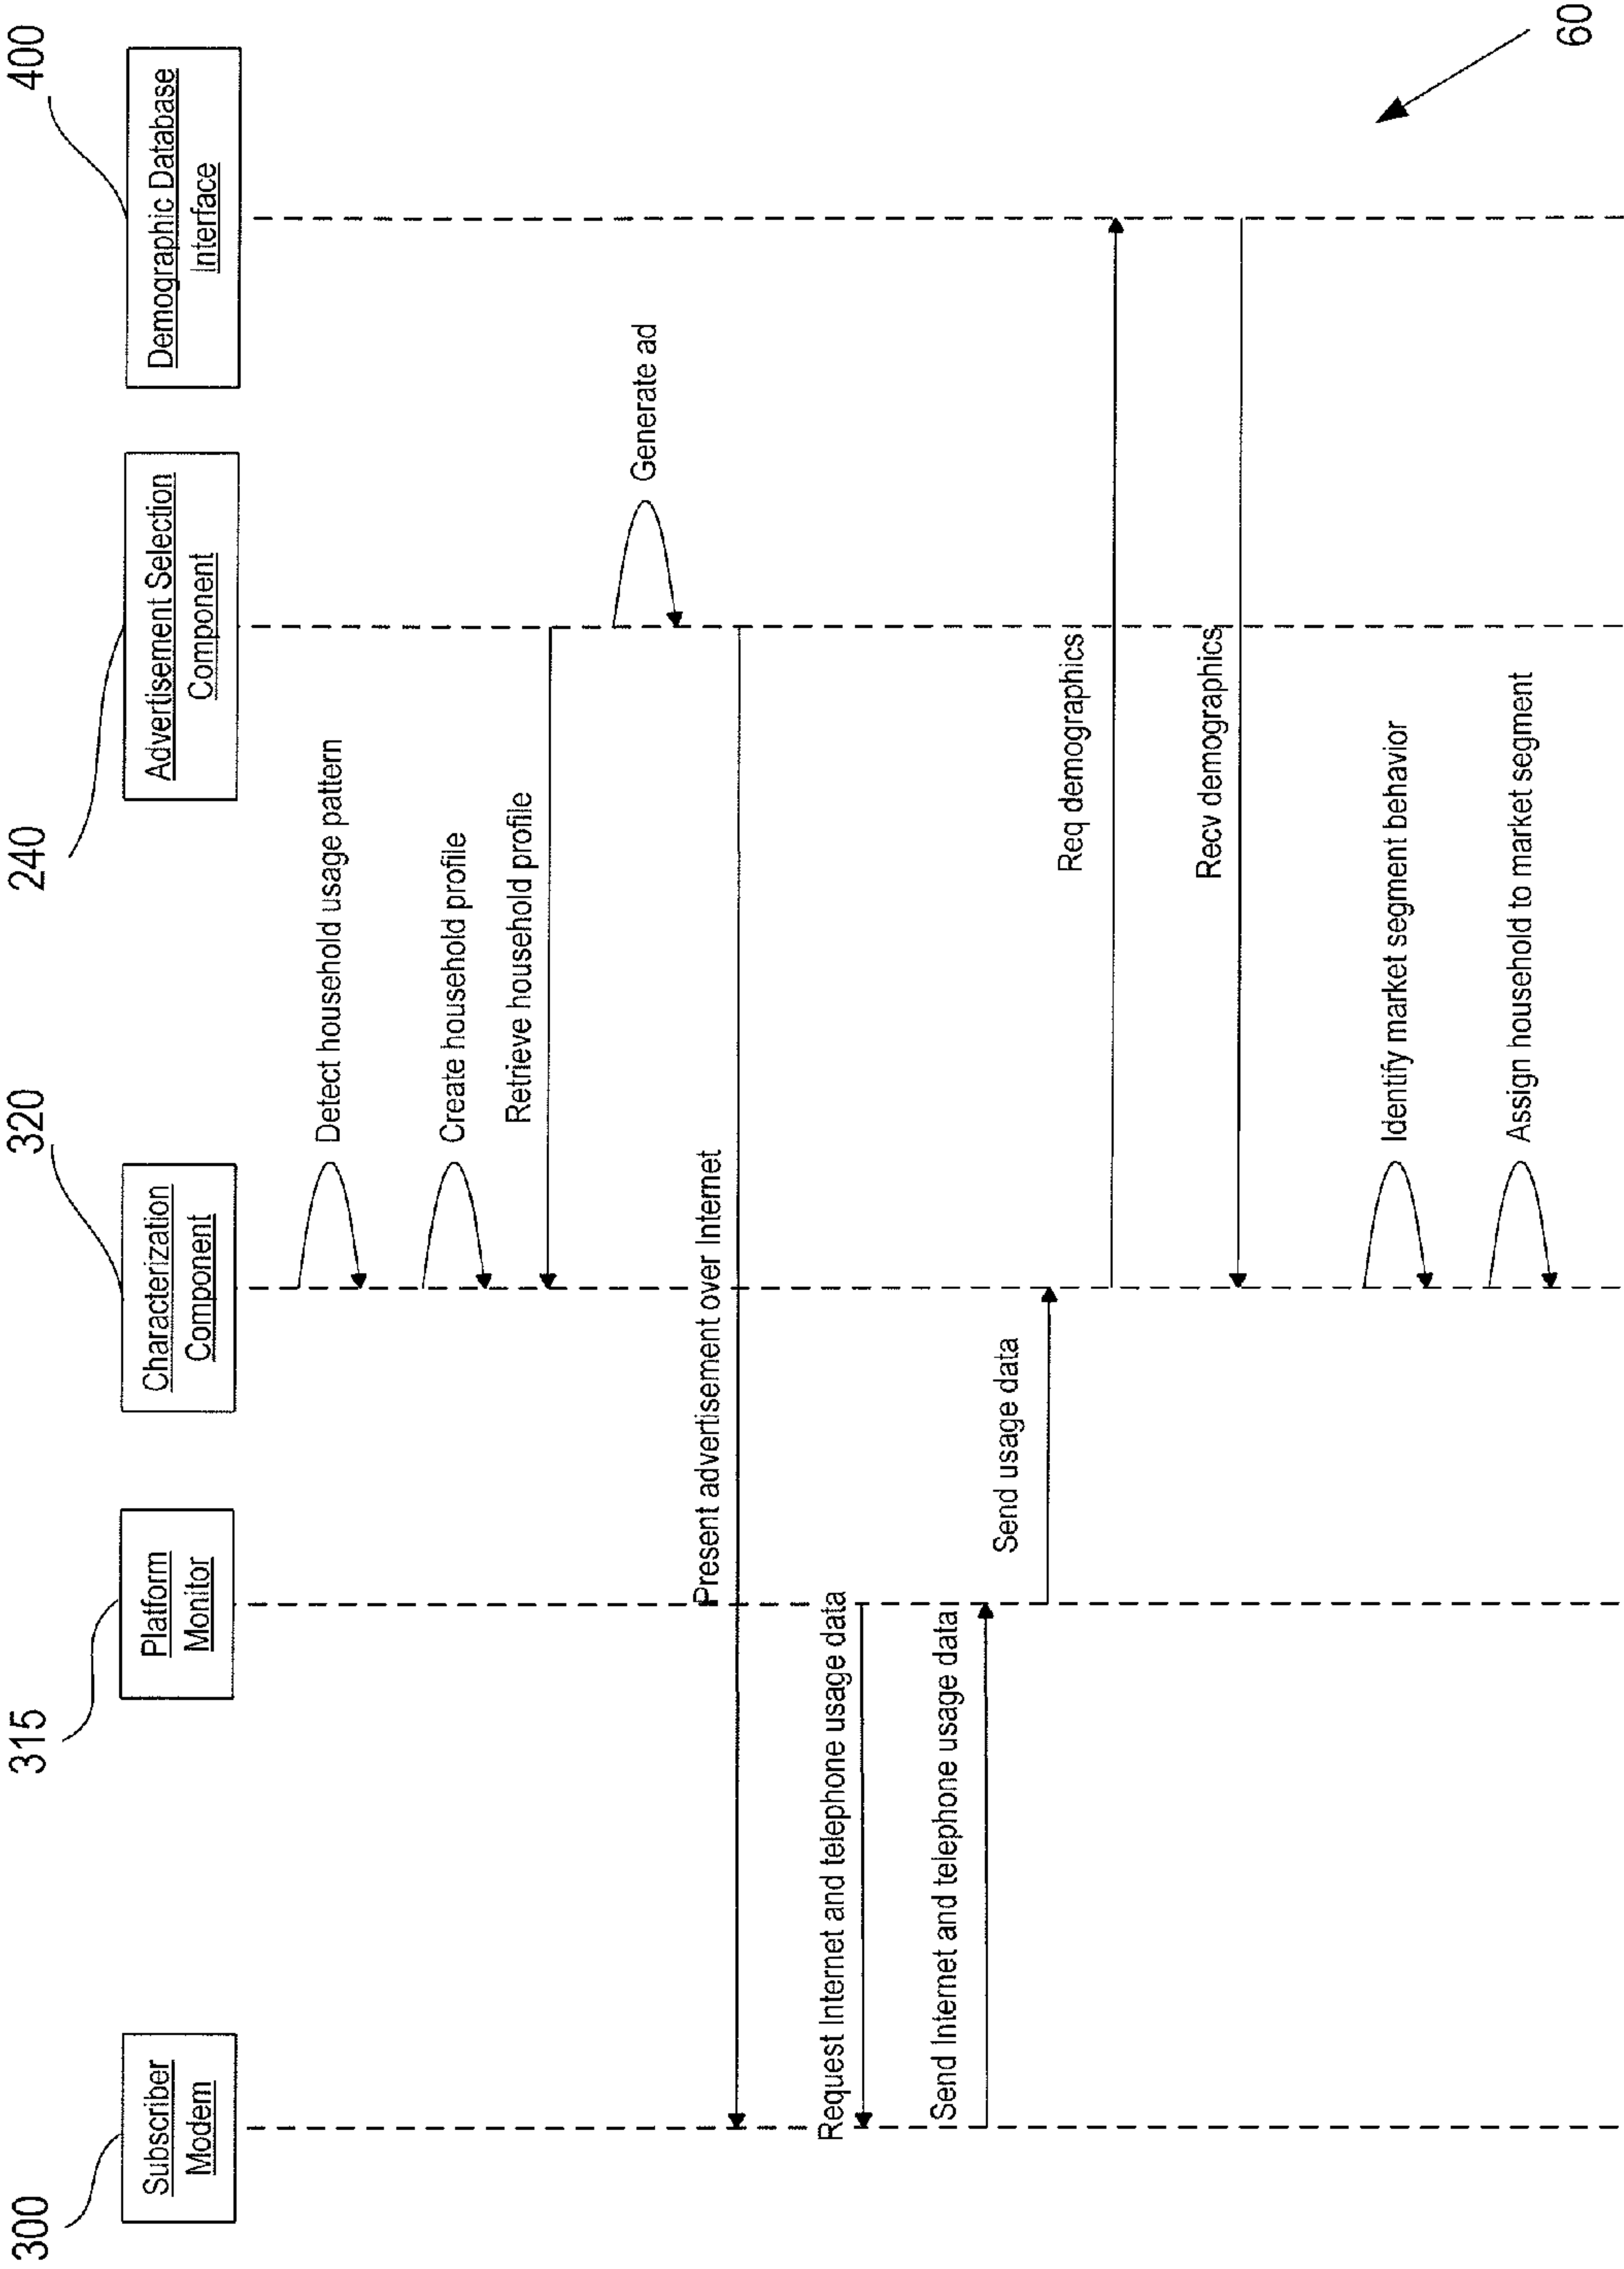 300
315
320
240
400
Subscriber
Modem
Platform
Monitor
Characterization
Component
Advertisement Selection
Component
Demographic Database
Interface
Detect household usage pattern
Create household profile
Retrieve household profile
Generate ad
Present advertisement over Internet
Request Internet and telephone usage data
Send Internet and telephone usage data
Send usage data
Req demographics
Recv demographics
Identify market segment behavior
Assign household to market segment
60